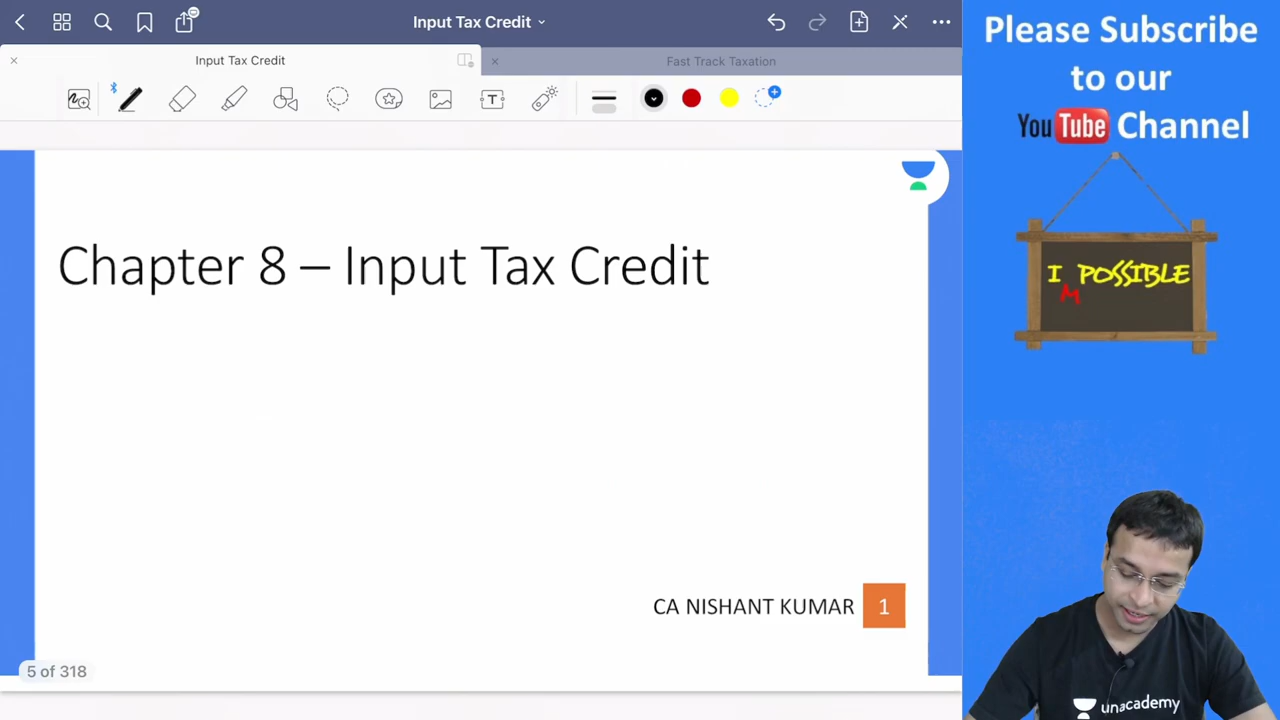 Input Tax Credit
Input Tax Credit
Fast Track Taxation
T
Chapter 8 – Input Tax Credit
CA NISHANT KUMAR 1
5 of 318
Please Subscribe
to our
YouTube Channel
I POSSIBLE
M
unacademy